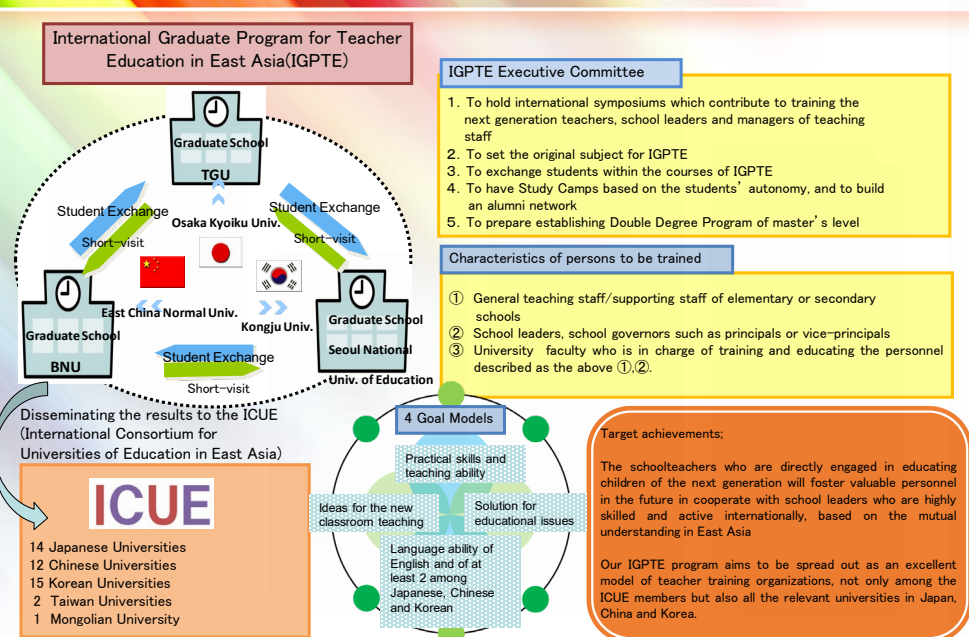 International Graduate Program for Teacher
Education in East Asia(IGPTE)
Graduate School
TGU
Student Exchange
Short-visit
Osaka Kyoiku Univ.
Student Exchange
Short-visit
East China Normal Univ.
Kongju Univ.
Graduate School
BNU
Graduate School
Seoul National
Univ. of Education
Student Exchange
Short-visit
Disseminating the results to the ICUE
(International Consortium for
Universities of Education in East Asia)
ICUE
14 Japanese Universities
12 Chinese Universities
15 Korean Universities
2 Taiwan Universities
1 Mongolian University
IGPTE Executive Committee
1. To hold international symposiums which contribute to training the
next generation teachers, school leaders and managers of teaching
staff
2. To set the original subject for IGPTE
3. To exchange students within the courses of IGPTE
4. To have Study Camps based on the students' autonomy, and to build
an alumni network
5. To prepare establishing Double Degree Program of master's level
Characteristics of persons to be trained
① General teaching staff/supporting staff of elementary or secondary
schools
② School leaders, school governors such as principals or vice-principals
③ University faculty who is in charge of training and educating the personnel
described as the above ①,②.
4 Goal Models
Practical skills and
teaching ability
Ideas for the new
classroom teaching
Solution for
educational issues
Language ability of
English and of at
least 2 among
Japanese, Chinese
and Korean
Target achievements;
The schoolteachers who are directly engaged in educating
children of the next generation will foster valuable personnel
in the future in cooperate with school leaders who are highly
skilled and active internationally, based on the mutual
understanding in East Asia
Our IGPTE program aims to be spread out as an excellent
model of teacher training organizations, not only among the
ICUE members but also all the relevant universities in Japan,
China and Korea.